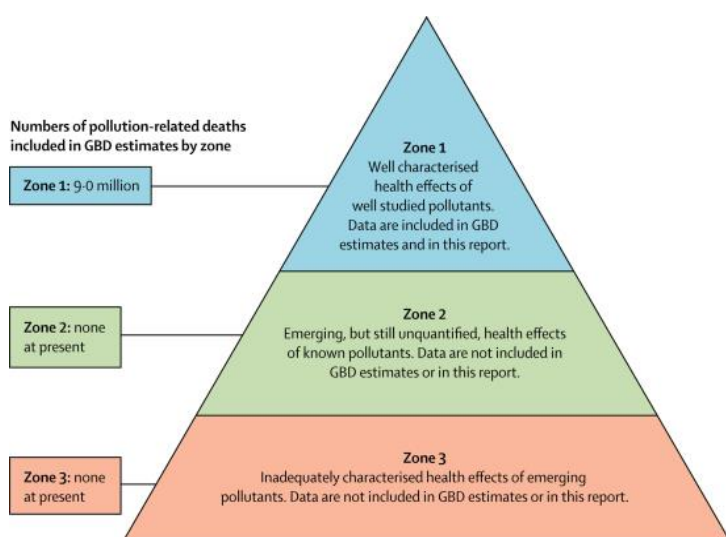 Numbers of pollution-related deaths
included in GBD estimates by zone
Zone 1: 9·0 million
Zone 2: none
at present
Zone 3: none
at present
Zone 1
Well characterised
health effects of
well studied pollutants.
Data are included in GBD
estimates and in this report.
Zone 2
Emerging, but still unquantified, health effects
of known pollutants. Data are not included in
GBD estimates or in this report.
Zone 3
Inadequately characterised health effects of emerging
pollutants. Data are not included in GBD estimates or in this report.